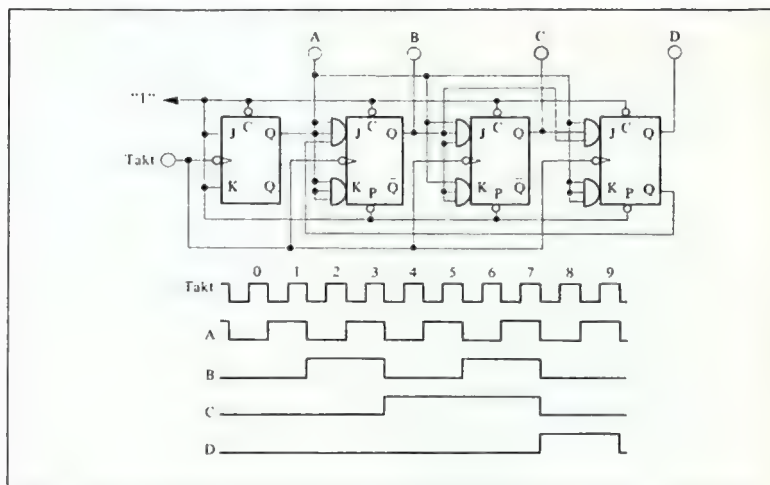 A B C D
"1"
J C Q J C Q J C Q J C Q
Takt
K Q K P Q̄ K P Q̄ K P Q
0 1 2 3 4 5 6 7 8 9
Takt
A
B
C
D